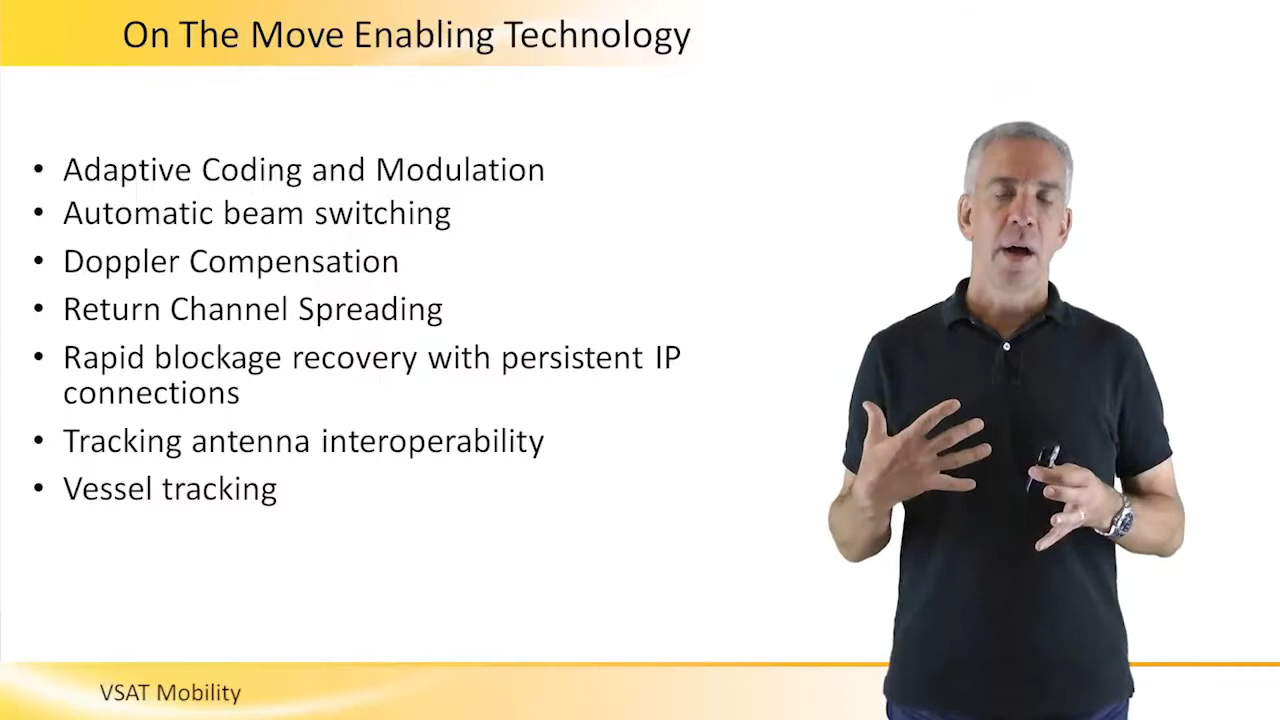 On The Move Enabling Technology
• Adaptive Coding and Modulation
• Automatic beam switching
• Doppler Compensation
• Return Channel Spreading
• Rapid blockage recovery with persistent IP
connections
• Tracking antenna interoperability
• Vessel tracking
VSAT Mobility